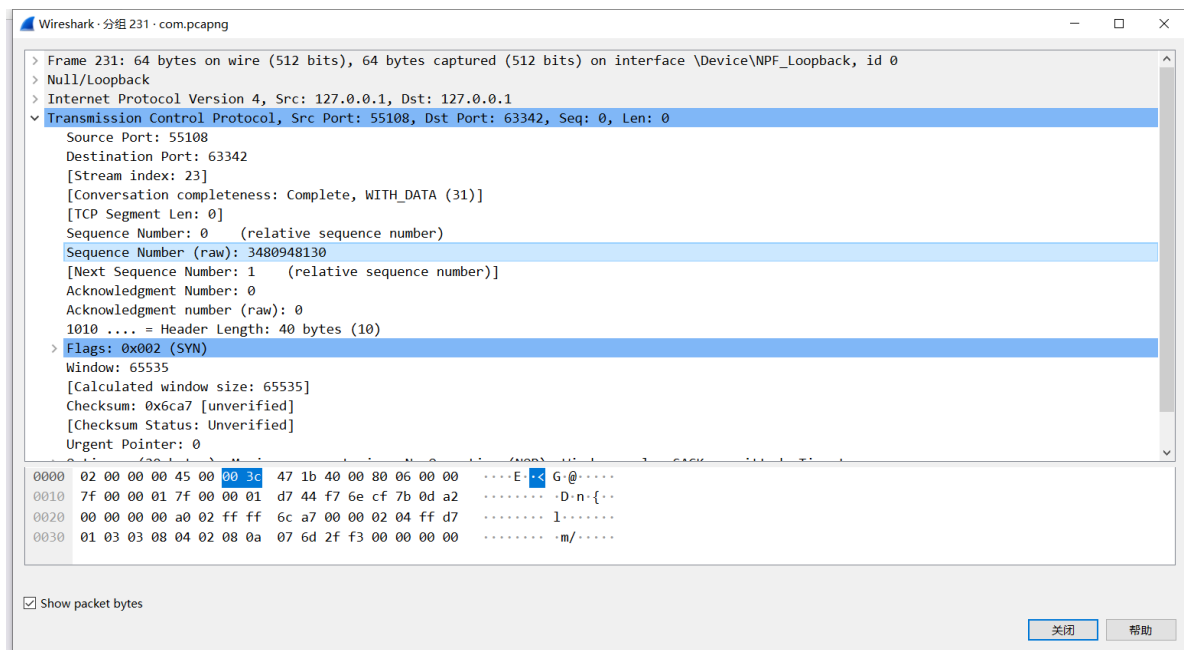 Wireshark · 分组 231 · com.pcapng
Frame 231: 64 bytes on wire (512 bits), 64 bytes captured (512 bits) on interface \Device\NPF_Loopback, id 0
Null/Loopback
Internet Protocol Version 4, Src: 127.0.0.1, Dst: 127.0.0.1
Transmission Control Protocol, Src Port: 55108, Dst Port: 63342, Seq: 0, Len: 0
Source Port: 55108
Destination Port: 63342
[Stream index: 23]
[Conversation completeness: Complete, WITH_DATA (31)]
[TCP Segment Len: 0]
Sequence Number: 0    (relative sequence number)
Sequence Number (raw): 3480948130
[Next Sequence Number: 1    (relative sequence number)]
Acknowledgment Number: 0
Acknowledgment number (raw): 0
1010 .... = Header Length: 40 bytes (10)
Flags: 0x002 (SYN)
Window: 65535
[Calculated window size: 65535]
Checksum: 0x6ca7 [unverified]
[Checksum Status: Unverified]
Urgent Pointer: 0
0000  02 00 00 00 45 00 00 3c  47 1b 40 00 80 06 00 00  ····E··< G·@·····
0010  7f 00 00 01 7f 00 00 01  d7 44 f7 6e cf 7b 0d a2  ········ ·D·n·{··
0020  00 00 00 00 a0 02 ff ff  6c a7 00 00 02 04 ff d7  ········ l·······
0030  01 03 03 08 04 02 08 0a  07 6d 2f f3 00 00 00 00  ········ ·m/·····
Show packet bytes
关闭 帮助